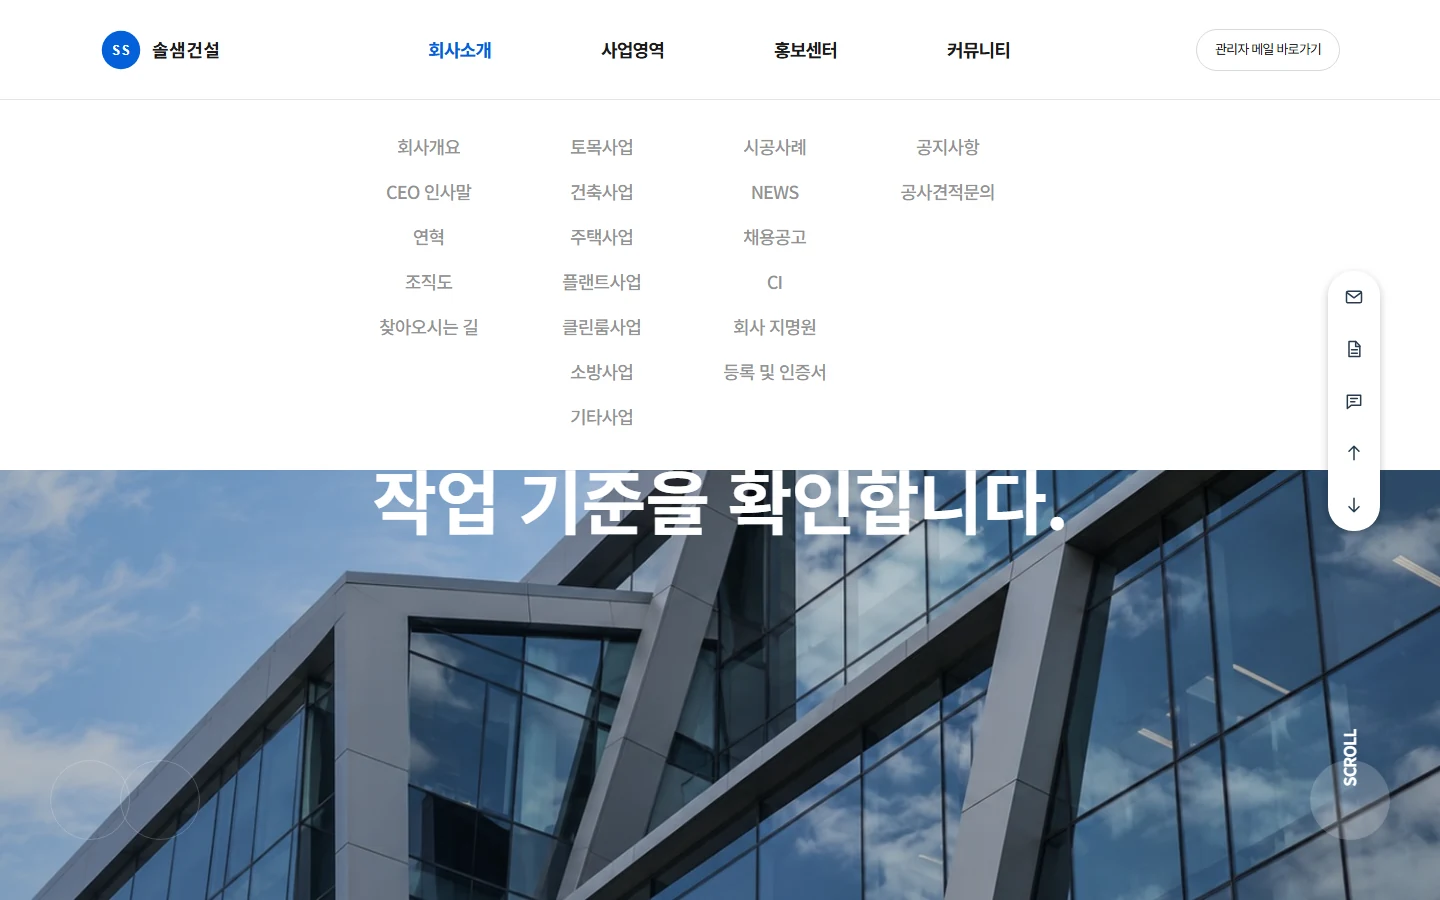 SS 솔샘건설
회사소개 사업영역 홍보센터 커뮤니티
관리자 메일 바로가기
회사개요 토목사업 시공사례 공지사항
CEO 인사말 건축사업 NEWS 공사견적문의
연혁 주택사업 채용공고
조직도 플랜트사업 CI
찾아오시는 길 클린룸사업 회사 지명원
소방사업 등록 및 인증서
기타사업
작업 기준을 확인합니다.
SCROLL